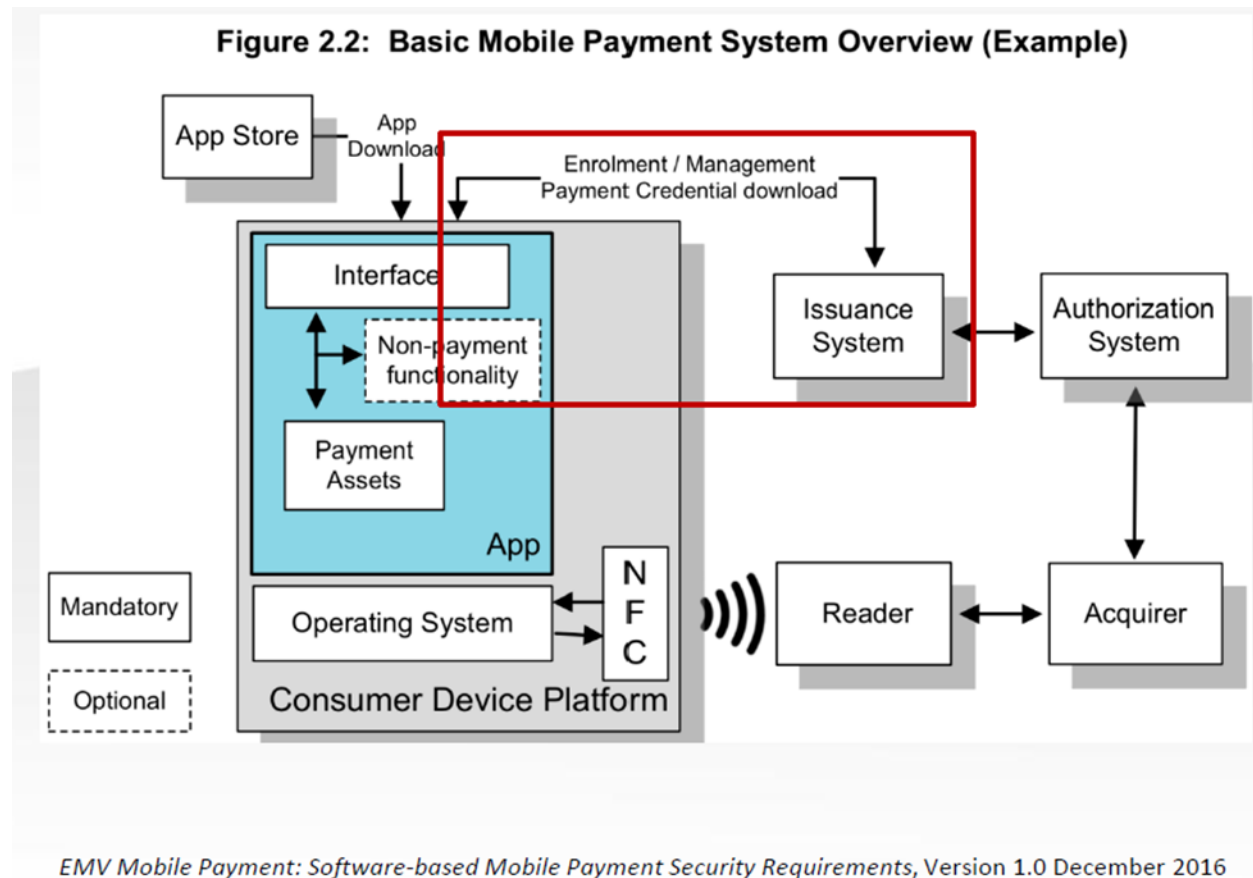 Figure 2.2: Basic Mobile Payment System Overview (Example)
App Store
App
Download
Enrolment / Management
Payment Credential download
Interface
Non-payment
functionality
Payment
Assets
App
Issuance
System
Authorization
System
Mandatory
Optional
Operating System
N
F
C
Consumer Device Platform
Reader
Acquirer
EMV Mobile Payment: Software-based Mobile Payment Security Requirements, Version 1.0 December 2016